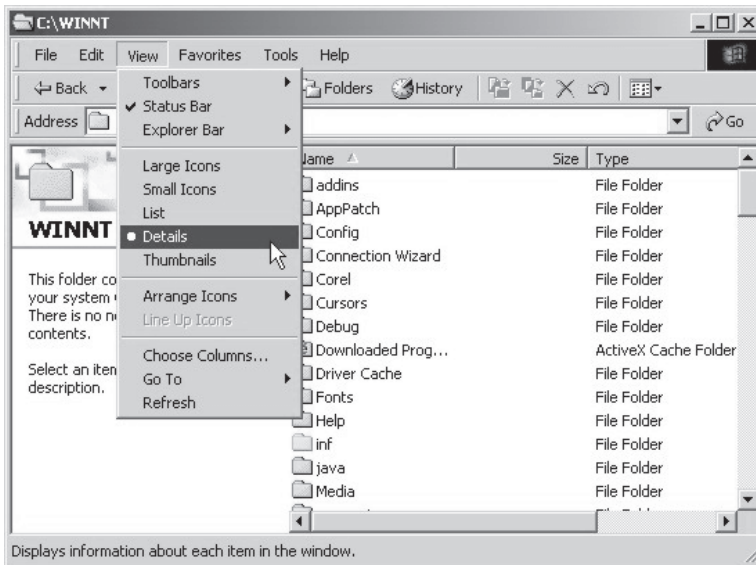 C:\WINNT
File Edit View Favorites Tools Help
Back Folders History
Address Go
Toolbars
Status Bar
Explorer Bar
Large Icons
Small Icons
List
Details
Thumbnails
Arrange Icons
Line Up Icons
Choose Columns...
Go To
Refresh
WINNT
This folder co
your system
There is no n
contents.
Select an item
description.
Name Size Type
addins File Folder
AppPatch File Folder
Config File Folder
Connection Wizard File Folder
Corel File Folder
Cursors File Folder
Debug File Folder
Downloaded Prog... ActiveX Cache Folder
Driver Cache File Folder
Fonts File Folder
Help File Folder
inf File Folder
java File Folder
Media File Folder
Displays information about each item in the window.